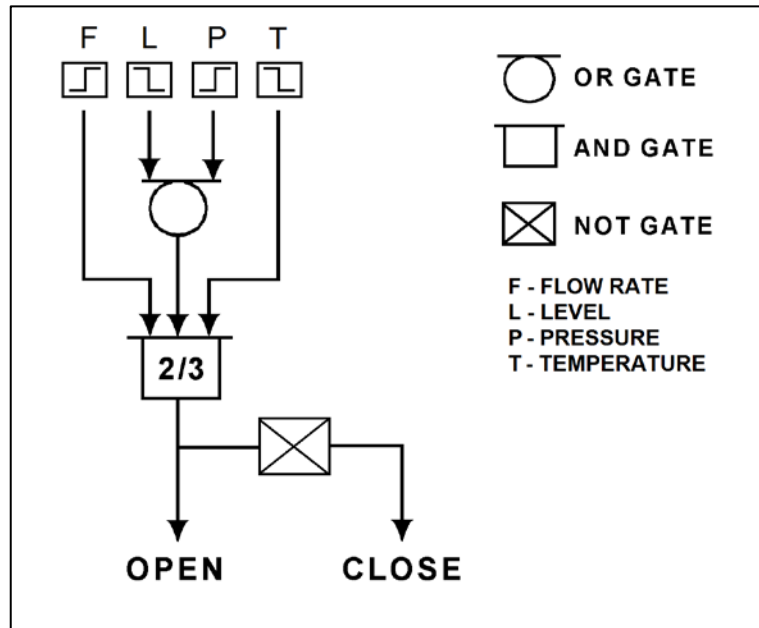 F L P T
OR GATE
AND GATE
NOT GATE
F - FLOW RATE
L - LEVEL
P - PRESSURE
T - TEMPERATURE
2/3
OPEN CLOSE